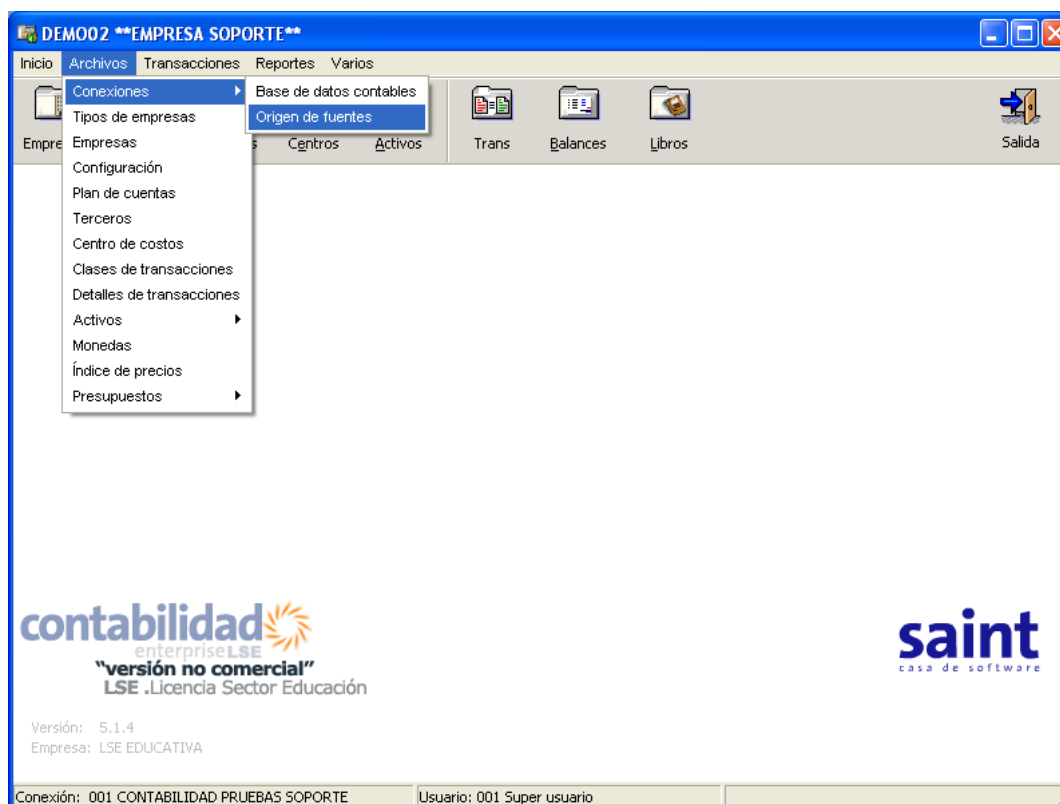 DEMO02 **EMPRESA SOPORTE**
Inicio Archivos Transacciones Reportes Varios
Conexiones
Base de datos contables
Origen de fuentes
Tipos de empresas
Empresas
Configuración
Plan de cuentas
Terceros
Centro de costos
Clases de transacciones
Detalles de transacciones
Activos
Monedas
Índice de precios
Presupuestos
Empre s Centros Activos Trans Balances Libros Salida
contabilidad
enterprise LSE
"versión no comercial"
LSE .Licencia Sector Educación
saint
casa de software
Versión: 5.1.4
Empresa: LSE EDUCATIVA
Conexión: 001 CONTABILIDAD PRUEBAS SOPORTE Usuario: 001 Super usuario